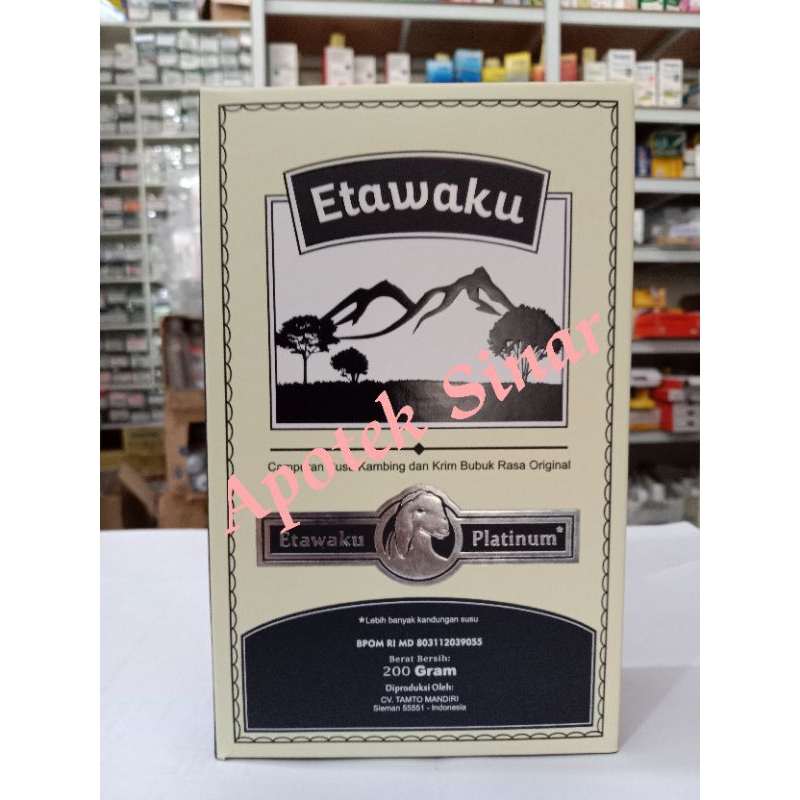 Etawaku
Campuran Susu Kambing dan Krim Bubuk Rasa Original
Etawaku Platinum*
*Lebih banyak kandungan susu
BPOM RI MD 803112039055
Berat Bersih:
200 Gram
Diproduksi Oleh:
CV. TAMTO MANDIRI
Sleman 55551 - Indonesia
Apotek Sinar